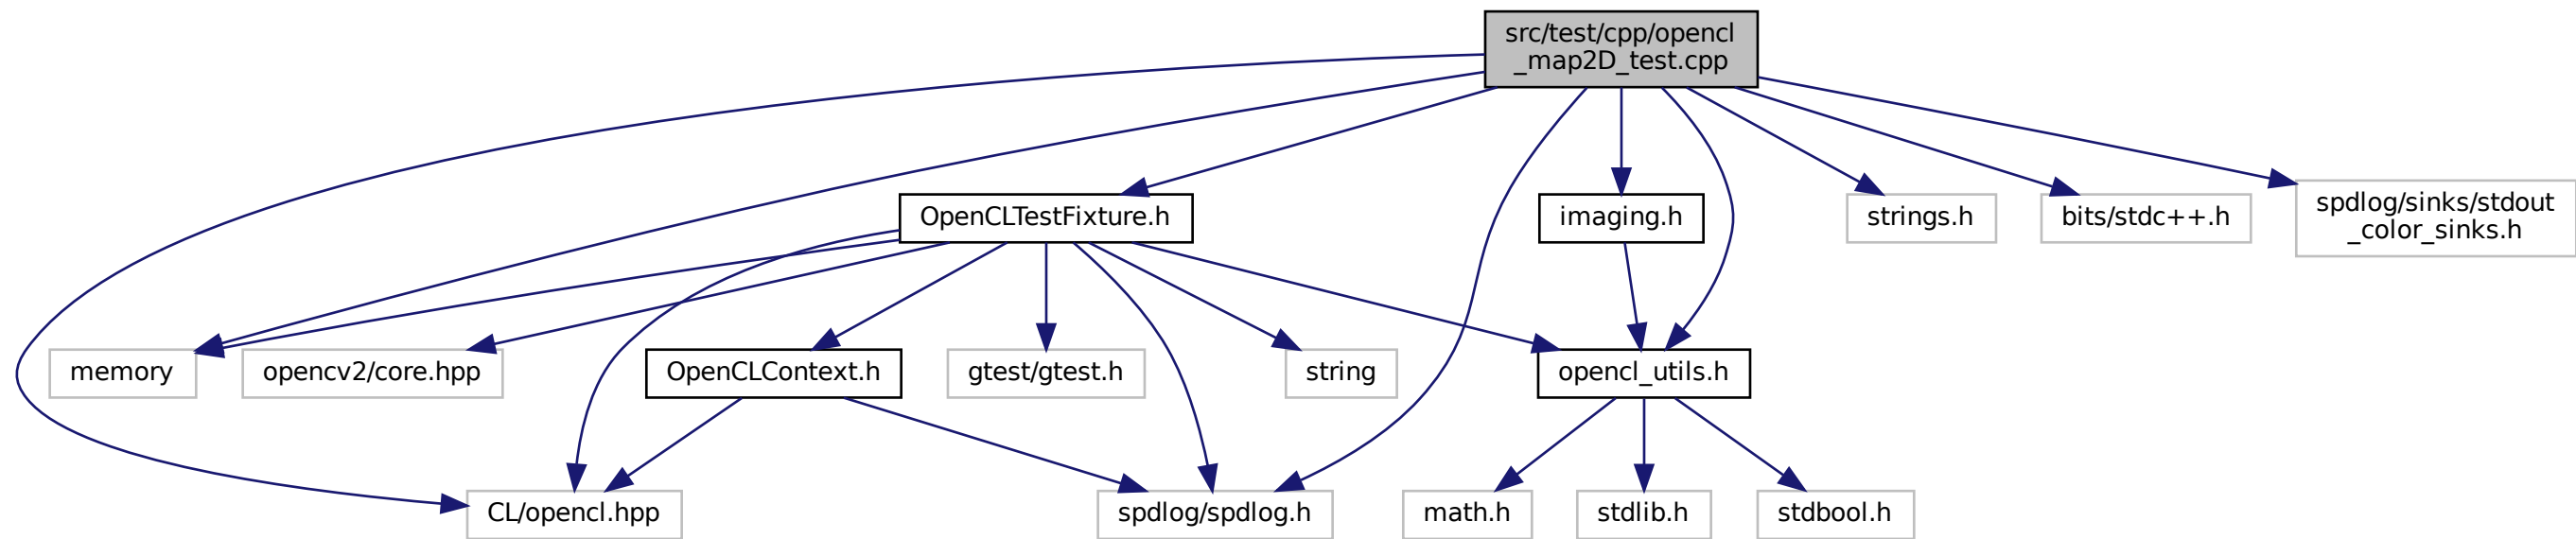 src/test/cpp/opencl
_map2D_test.cpp
OpenCLTestFixture.h
imaging.h
strings.h
bits/stdc++.h
spdlog/sinks/stdout
_color_sinks.h
memory
opencv2/core.hpp
OpenCLContext.h
gtest/gtest.h
string
opencl_utils.h
CL/opencl.hpp
spdlog/spdlog.h
math.h
stdlib.h
stdbool.h